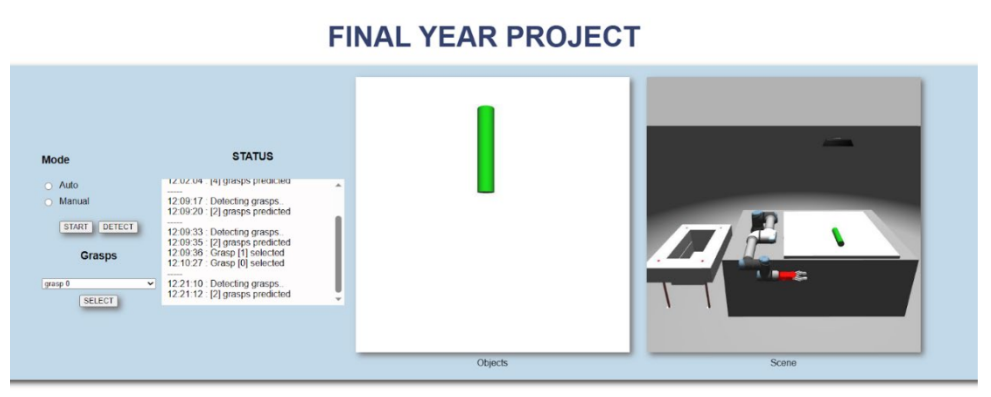 FINAL YEAR PROJECT
Mode
Auto
Manual
START DETECT
Grasps
grasp 0
SELECT
STATUS
12:02:04 : [4] grasps predicted
-----
12:09:17 : Detecting grasps..
12:09:20 : [2] grasps predicted
-----
12:09:33 : Detecting grasps..
12:09:35 : [2] grasps predicted
12:09:36 : Grasp [1] selected
12:10:27 : Grasp [0] selected
-----
12:21:10 : Detecting grasps..
12:21:12 : [2] grasps predicted
Objects
Scene